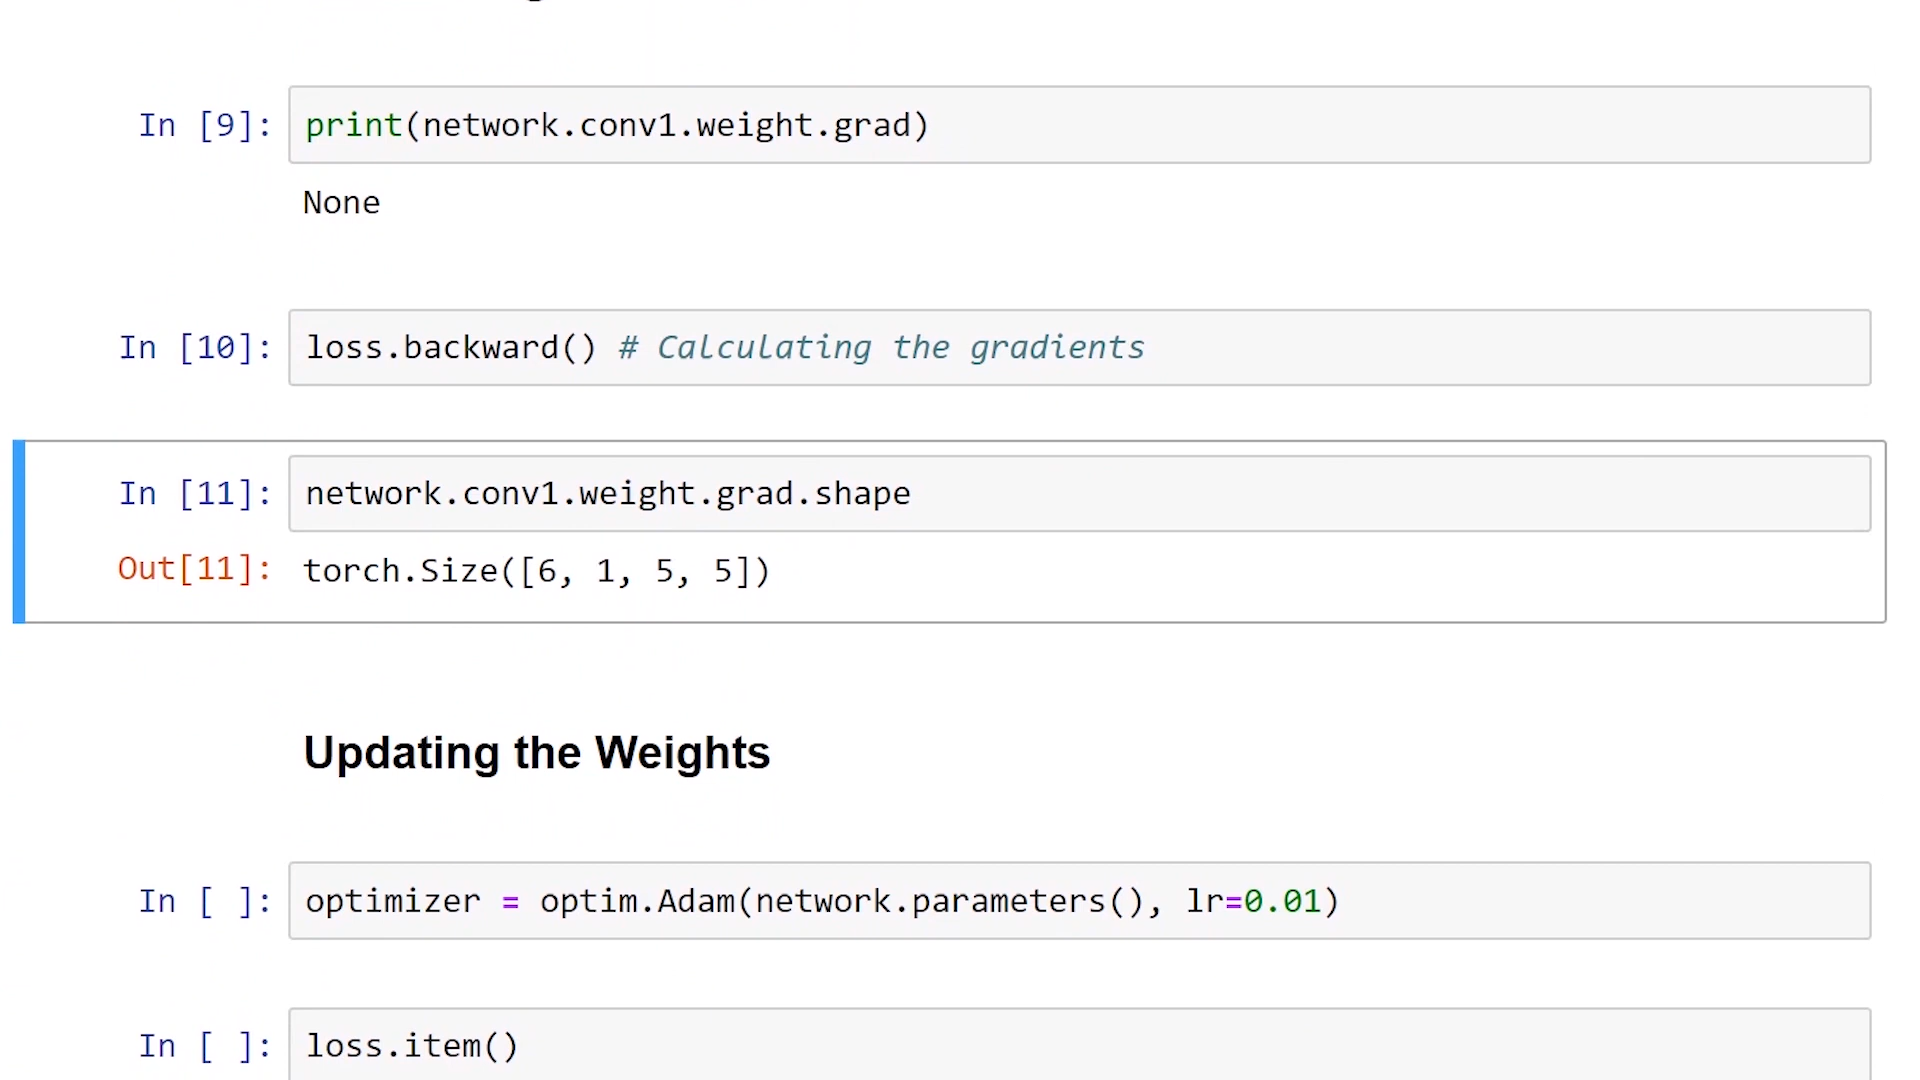 In [9]: print(network.conv1.weight.grad)
None
In [10]: loss.backward() # Calculating the gradients
In [11]: network.conv1.weight.grad.shape
Out[11]: torch.Size([6, 1, 5, 5])
Updating the Weights
In [ ]: optimizer = optim.Adam(network.parameters(), lr=0.01)
In [ ]: loss.item()